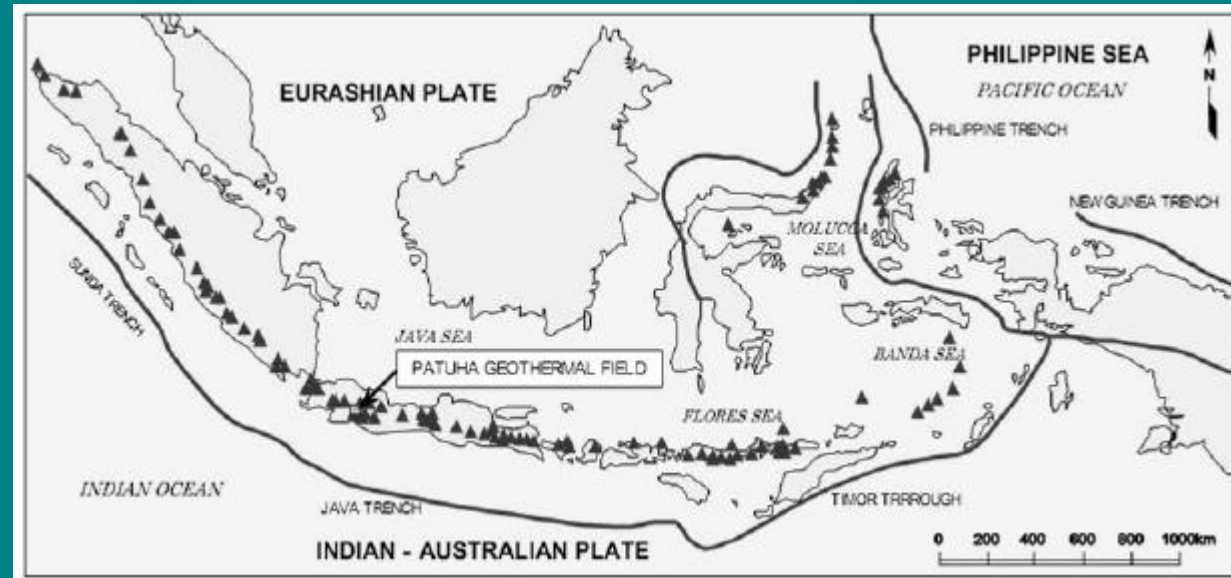 PHILIPPINE SEA
PACIFIC OCEAN
N
EURASHIAN PLATE
PHILIPPINE TRENCH
NEW GUINEA TRENCH
MOLUCCA
SEA
SUNDA TRENCH
JAVA SEA
PATUHA GEOTHERMAL FIELD
BANDA SEA
FLORES SEA
INDIAN OCEAN
JAVA TRENCH
TIMOR TRRROUGH
INDIAN - AUSTRALIAN PLATE
0 200 400 600 800 1000km